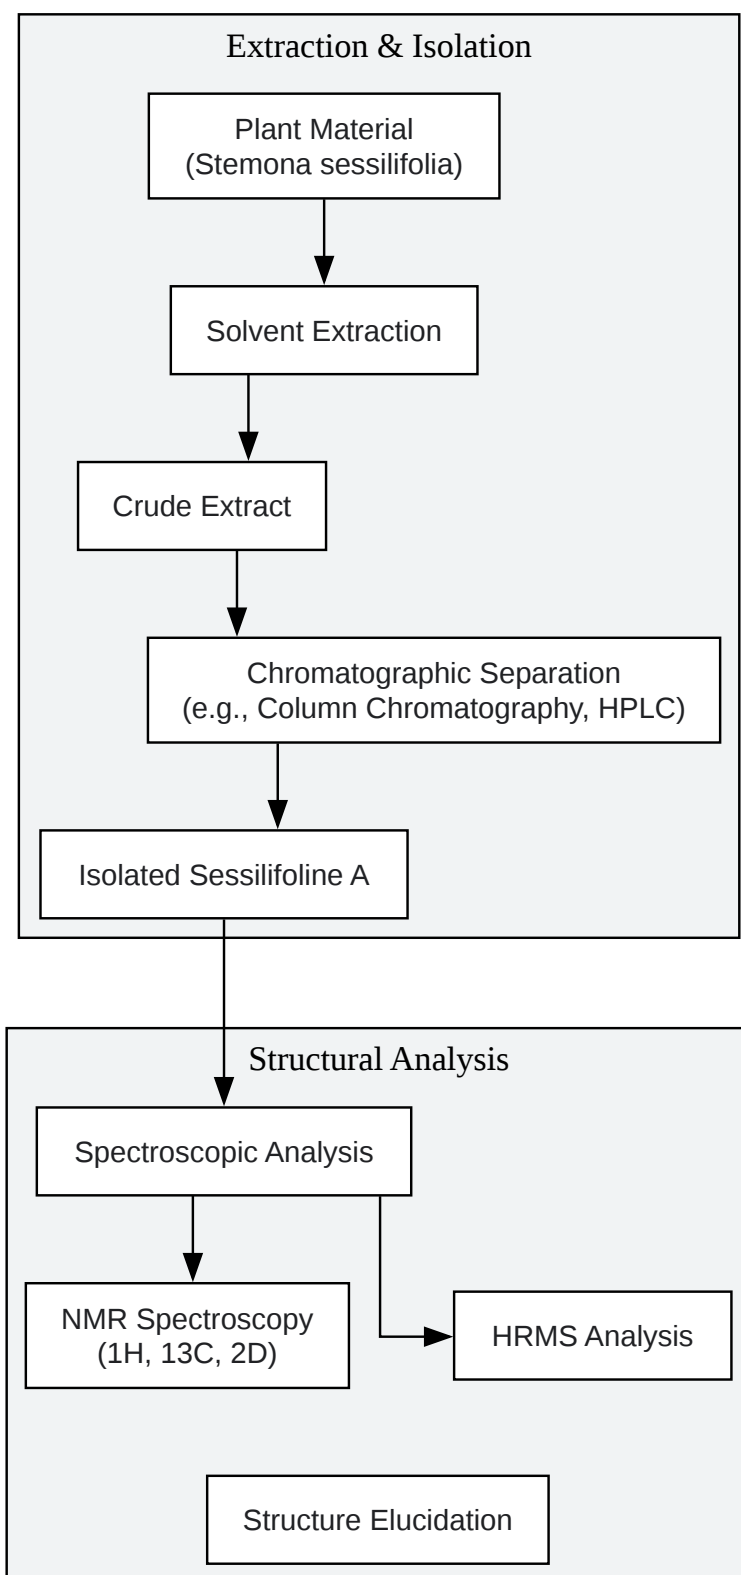 Extraction & Isolation
Plant Material
(Stemona sessilifolia)
Solvent Extraction
Crude Extract
Chromatographic Separation
(e.g., Column Chromatography, HPLC)
Isolated Sessilifoline A
Structural Analysis
Spectroscopic Analysis
NMR Spectroscopy
(1H, 13C, 2D)
HRMS Analysis
Structure Elucidation